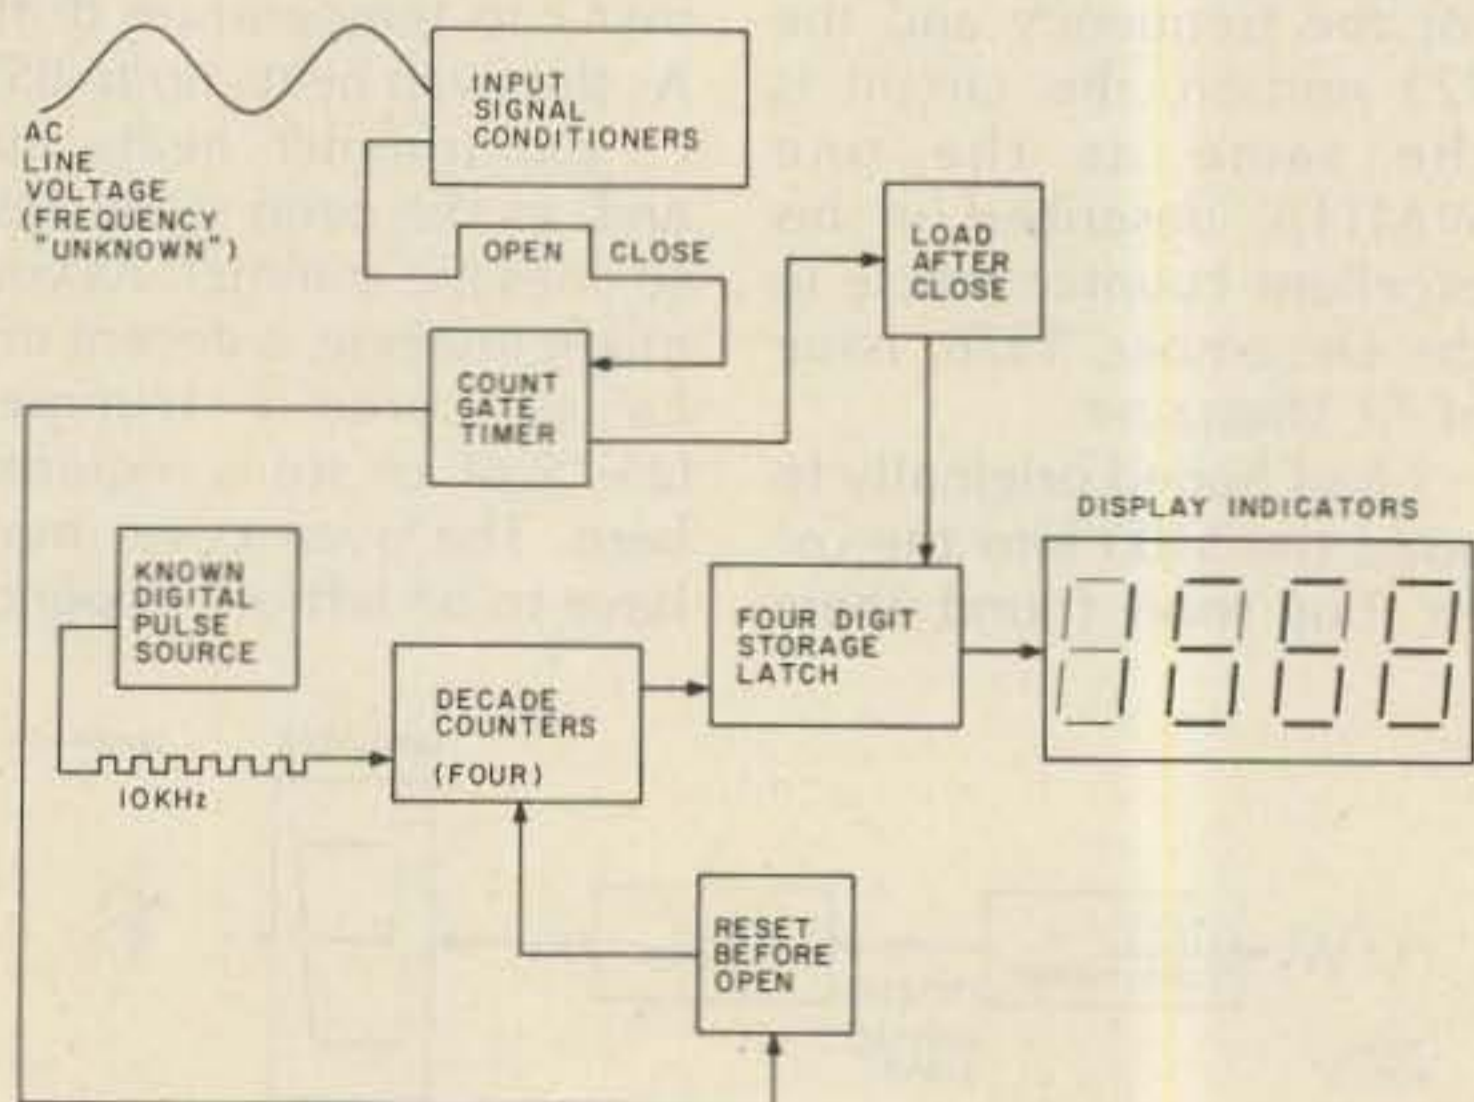 AC
LINE
VOLTAGE
(FREQUENCY
"UNKNOWN")
INPUT
SIGNAL
CONDITIONERS
OPEN
CLOSE
LOAD
AFTER
CLOSE
COUNT
GATE
TIMER
KNOWN
DIGITAL
PULSE
SOURCE
10KHz
DECADE
COUNTERS
(FOUR)
FOUR DIGIT
STORAGE
LATCH
DISPLAY INDICATORS
RESET
BEFORE
OPEN